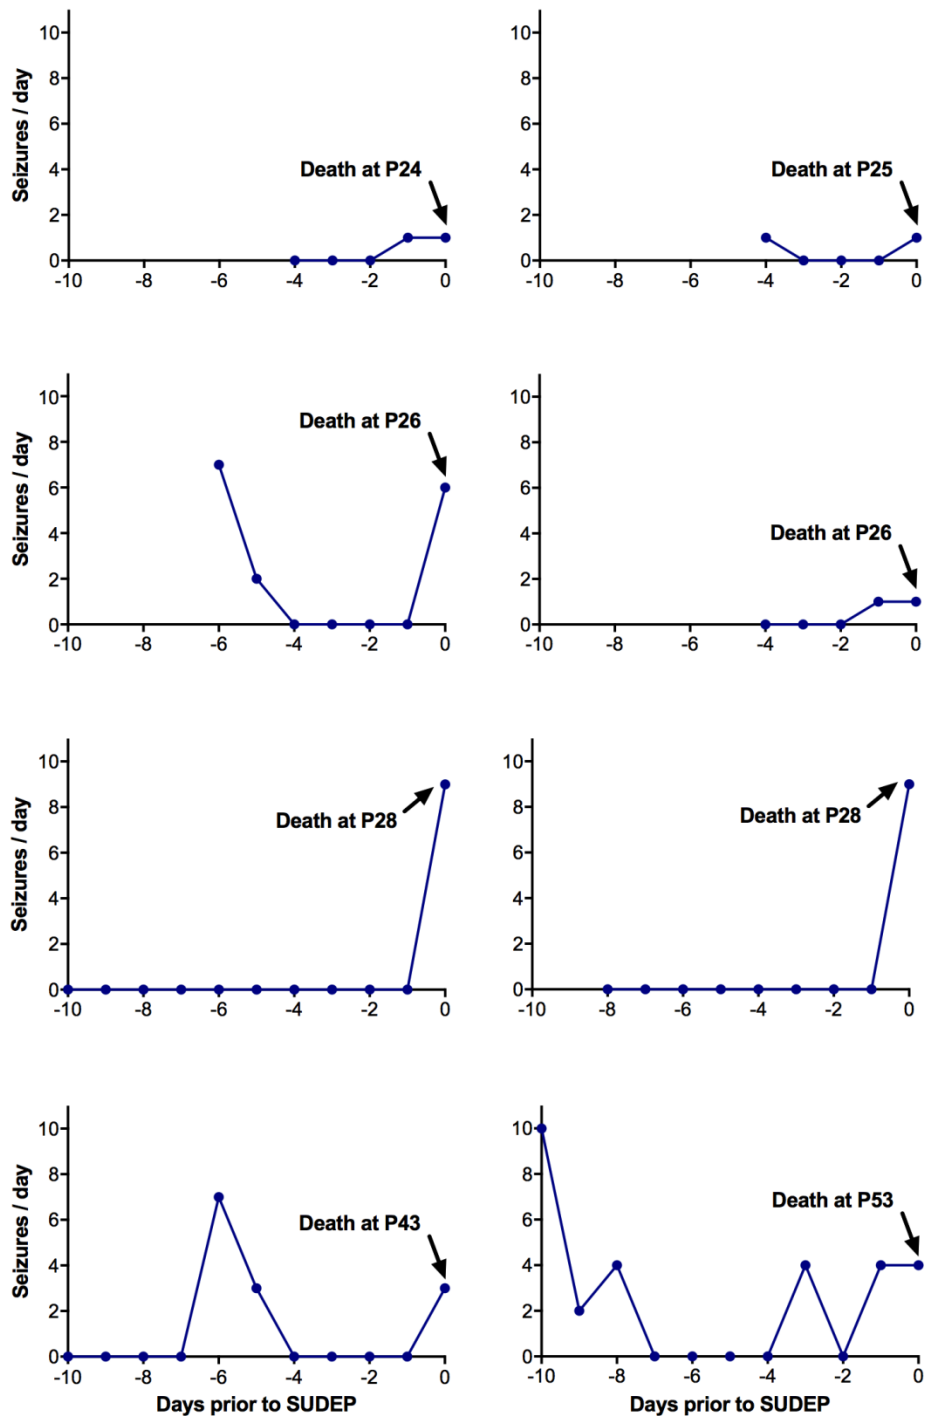 10
8
6
4
2
0
-10 -8 -6 -4 -2 0
Seizures / day
Death at P24
10
8
6
4
2
0
-10 -8 -6 -4 -2 0
Death at P25
10
8
6
4
2
0
-10 -8 -6 -4 -2 0
Seizures / day
Death at P26
10
8
6
4
2
0
-10 -8 -6 -4 -2 0
Death at P26
10
8
6
4
2
0
-10 -8 -6 -4 -2 0
Seizures / day
Death at P28
10
8
6
4
2
0
-10 -8 -6 -4 -2 0
Death at P28
10
8
6
4
2
0
-10 -8 -6 -4 -2 0
Seizures / day
Death at P43
Days prior to SUDEP
10
8
6
4
2
0
-10 -8 -6 -4 -2 0
Death at P53
Days prior to SUDEP